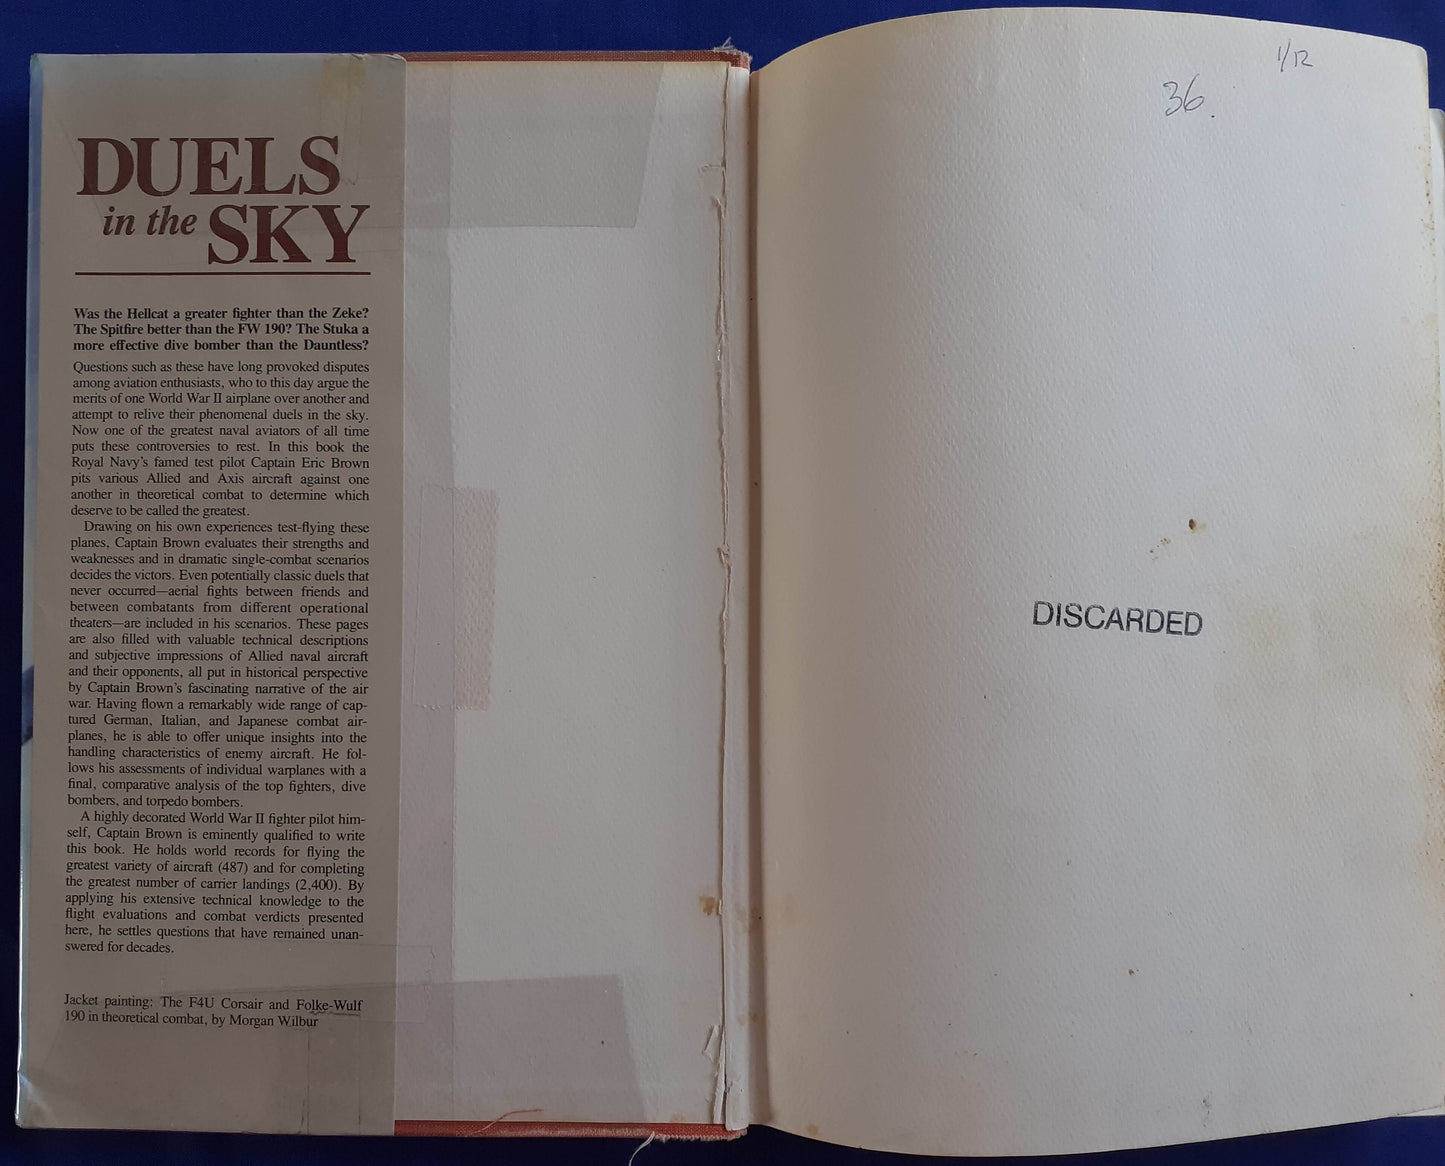 DUELS
in the SKY
Was the Hellcat a greater fighter than the Zeke?
The Spitfire better than the FW 190? The Stuka a
more effective dive bomber than the Dauntless?
Questions such as these have long provoked disputes
among aviation enthusiasts, who to this day argue the
merits of one World War II airplane over another and
attempt to relive their phenomenal duels in the sky.
Now one of the greatest naval aviators of all time
puts these controversies to rest. In this book the
Royal Navy's famed test pilot Captain Eric Brown
pits various Allied and Axis aircraft against one
another in theoretical combat to determine which
deserve to be called the greatest.
Drawing on his own experiences test-flying these
planes, Captain Brown evaluates their strengths and
weaknesses and in dramatic single-combat scenarios
decides the victors. Even potentially classic duels that
never occurred—aerial fights between friends and
between combatants from different operational
theaters—are included in his scenarios. These pages
are also filled with valuable technical descriptions
and subjective impressions of Allied naval aircraft
and their opponents, all put in historical perspective
by Captain Brown's fascinating narrative of the air
war. Having flown a remarkably wide range of cap-
tured German, Italian, and Japanese combat air-
planes, he is able to offer unique insights into the
handling characteristics of enemy aircraft. He fol-
lows his assessments of individual warplanes with a
final, comparative analysis of the top fighters, dive
bombers, and torpedo bombers.
A highly decorated World War II fighter pilot him-
self, Captain Brown is eminently qualified to write
this book. He holds world records for flying the
greatest variety of aircraft (487) and for completing
the greatest number of carrier landings (2,400). By
applying his extensive technical knowledge to the
flight evaluations and combat verdicts presented
here, he settles questions that have remained unan-
swered for decades.
Jacket painting: The F4U Corsair and Folke-Wulf
190 in theoretical combat, by Morgan Wilbur
1/12
36.
DISCARDED